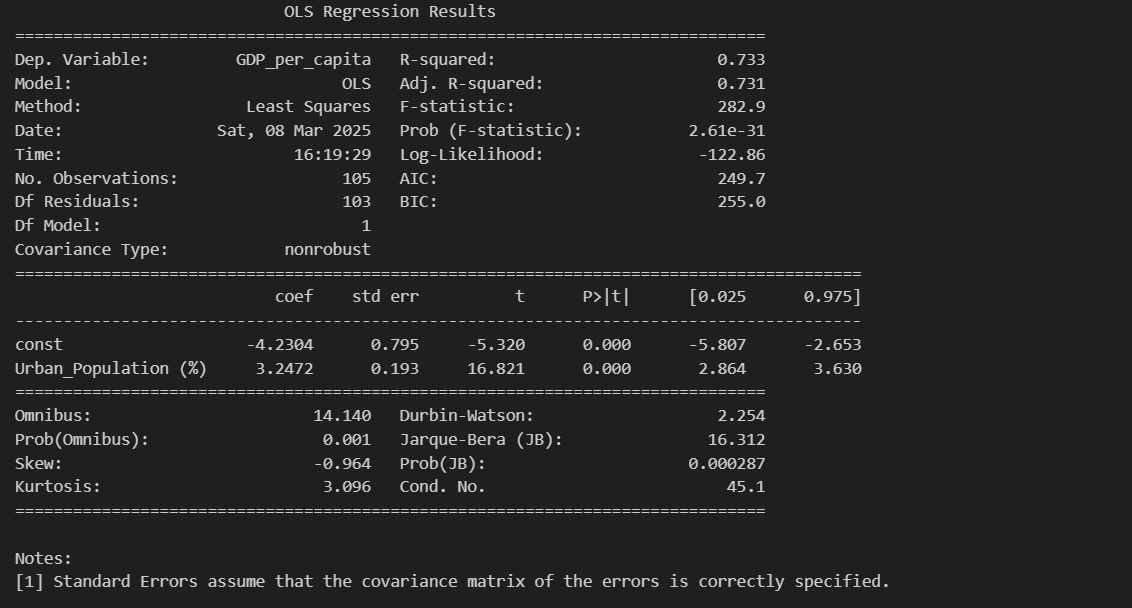 OLS Regression Results
==============================================================================
Dep. Variable: GDP_per_capita R-squared: 0.733
Model: OLS Adj. R-squared: 0.731
Method: Least Squares F-statistic: 282.9
Date: Sat, 08 Mar 2025 Prob (F-statistic): 2.61e-31
Time: 16:19:29 Log-Likelihood: -122.86
No. Observations: 105 AIC: 249.7
Df Residuals: 103 BIC: 255.0
Df Model: 1
Covariance Type: nonrobust
========================================================================================
coef std err t P>|t| [0.025 0.975]
----------------------------------------------------------------------------------------
const -4.2304 0.795 -5.320 0.000 -5.807 -2.653
Urban_Population (%) 3.2472 0.193 16.821 0.000 2.864 3.630
==============================================================================
Omnibus: 14.140 Durbin-Watson: 2.254
Prob(Omnibus): 0.001 Jarque-Bera (JB): 16.312
Skew: -0.964 Prob(JB): 0.000287
Kurtosis: 3.096 Cond. No. 45.1
==============================================================================
Notes:
[1] Standard Errors assume that the covariance matrix of the errors is correctly specified.